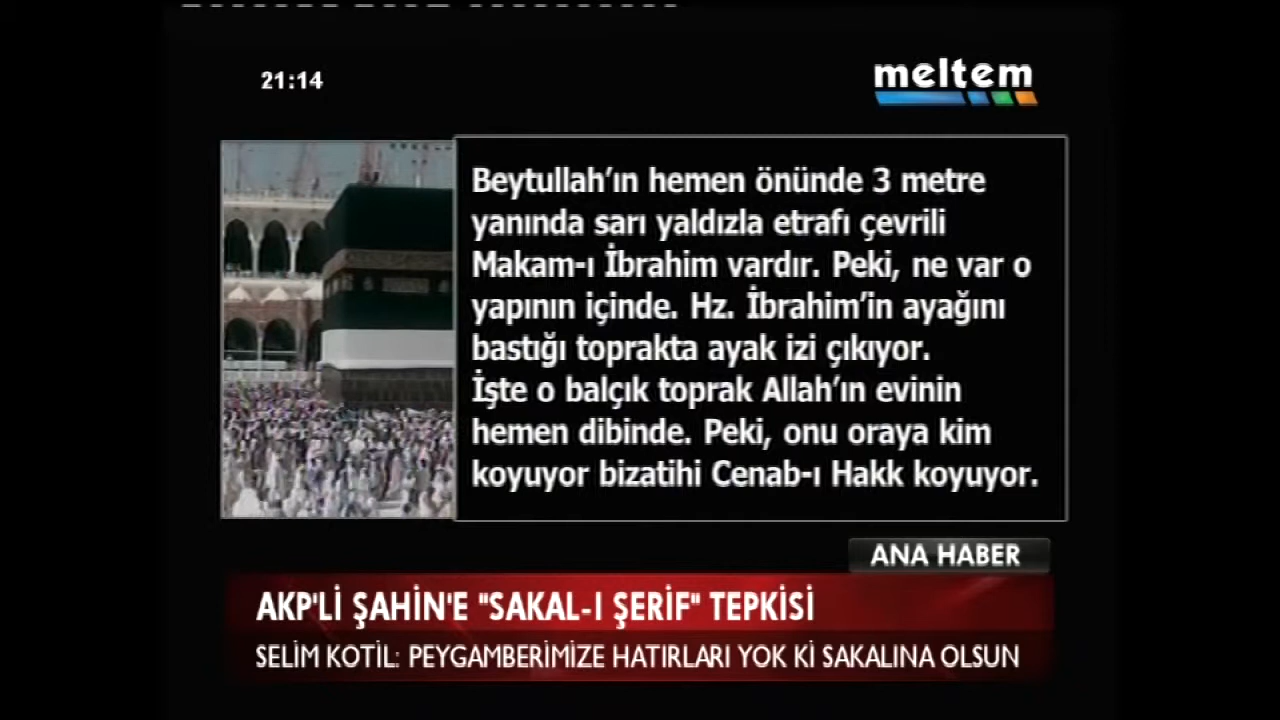 21:14
meltem
Beytullah’ın hemen önünde 3 metre
yanında sarı yaldızla etrafı çevrili
Makam-ı İbrahim vardır. Peki, ne var o
yapının içinde. Hz. İbrahim’in ayağını
bastığı toprakta ayak izi çıkıyor.
İşte o balçık toprak Allah’ın evinin
hemen dibinde. Peki, onu oraya kim
koyuyor bizatihi Cenab-ı Hakk koyuyor.
ANA HABER
AKP'Lİ ŞAHİN'E "SAKAL-I ŞERİF" TEPKİSİ
SELİM KOTİL: PEYGAMBERİMİZE HATIRLARI YOK Kİ SAKALINA OLSUN